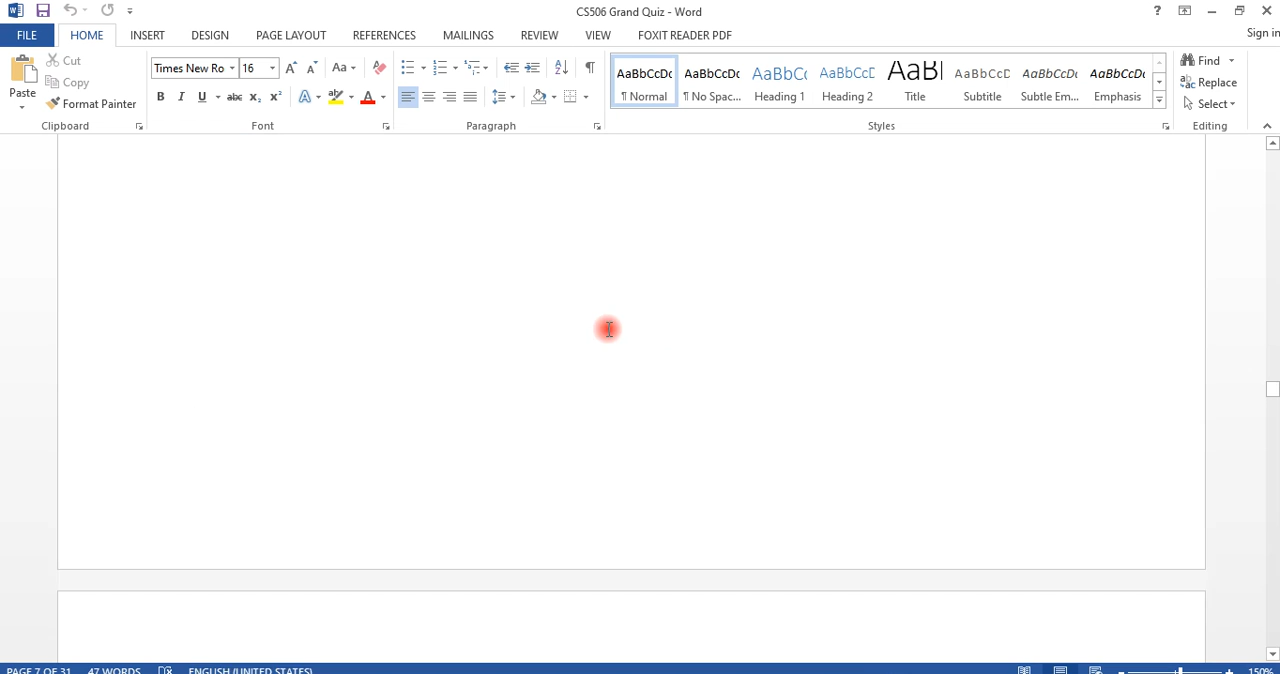 CS506 Grand Quiz - Word
FILE HOME INSERT DESIGN PAGE LAYOUT REFERENCES MAILINGS REVIEW VIEW FOXIT READER PDF Sign in
Paste Cut
Copy
Format Painter
Clipboard
Times New Ro 16
Font
Paragraph
AaBbCcDc AaBbCcDc AaBbCc AaBbCcD AaBl AaBbCcD AaBbCcDc AaBbCcDc
¶ Normal ¶ No Spac... Heading 1 Heading 2 Title Subtitle Subtle Em... Emphasis
Styles
Find
Replace
Select
Editing
PAGE 7 OF 31 47 WORDS ENGLISH (UNITED STATES) 150%